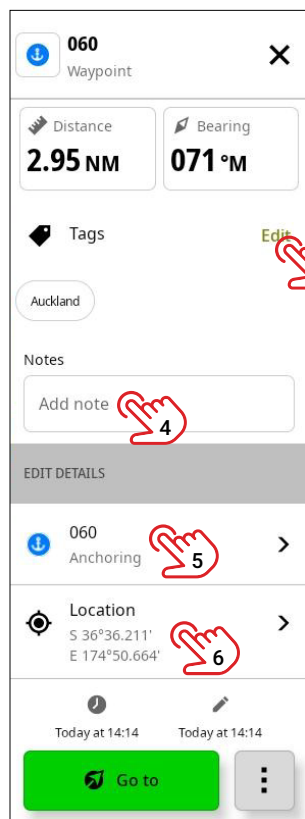 060
Waypoint
Distance
Bearing
2.95 NM
071 °M
Tags
Edit
Auckland
Notes
Add note
4
EDIT DETAILS
060
Anchoring
5
Location
S 36°36.211'
E 174°50.664'
6
Today at 14:14
Today at 14:14
Go to